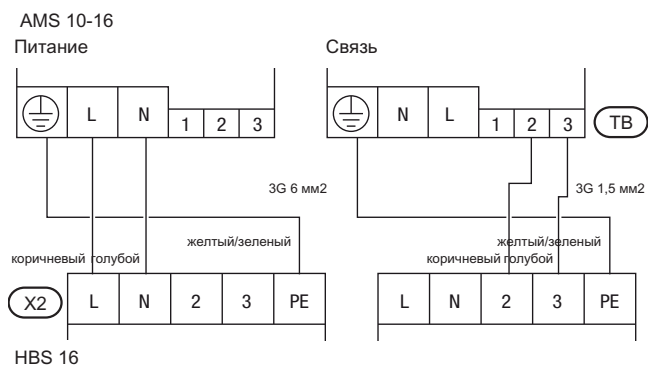 AMS 10-16
Питание
Связь
L N 1 2 3
N L 1 2 3 TB
3G 6 мм2
3G 1,5 мм2
желтый/зеленый
желтый/зеленый
коричневый голубой
коричневый голубой
X2 L N 2 3 PE
L N 2 3 PE
HBS 16